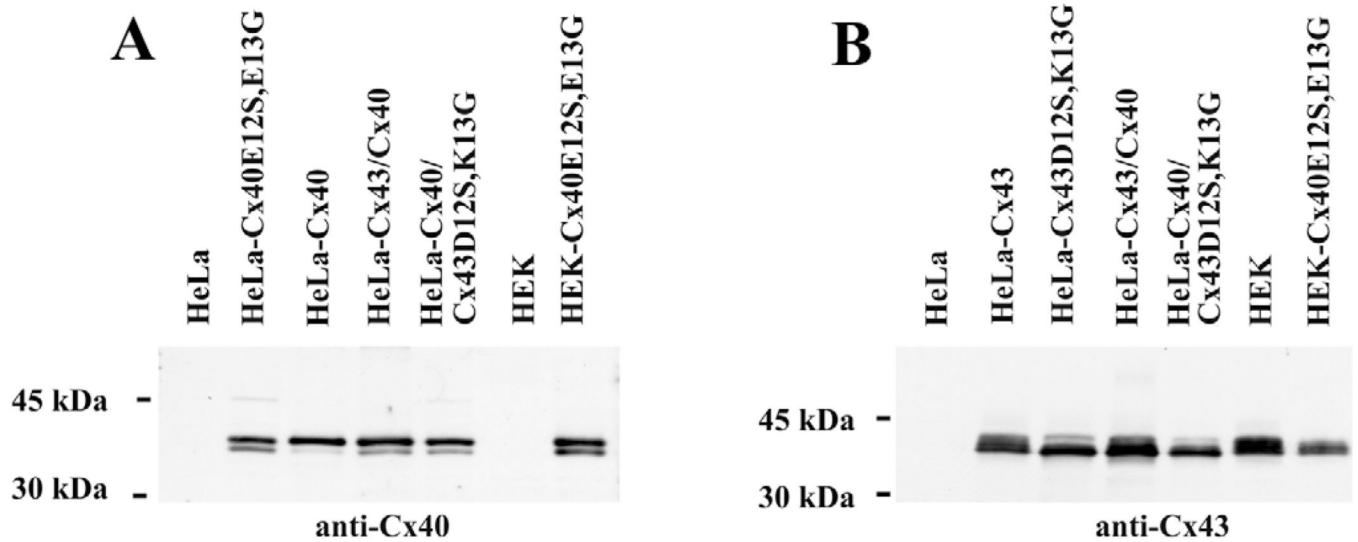 A
HeLa
HeLa-Cx40E12S,E13G
HeLa-Cx40
HeLa-Cx43/Cx40
HeLa-Cx40/
Cx43D12S,K13G
HEK
HEK-Cx40E12S,E13G
45 kDa
30 kDa
anti-Cx40
B
HeLa
HeLa-Cx43
HeLa-Cx43D12S,K13G
HeLa-Cx43/Cx40
HeLa-Cx40/
Cx43D12S,K13G
HEK
HEK-Cx40E12S,E13G
45 kDa
30 kDa
anti-Cx43